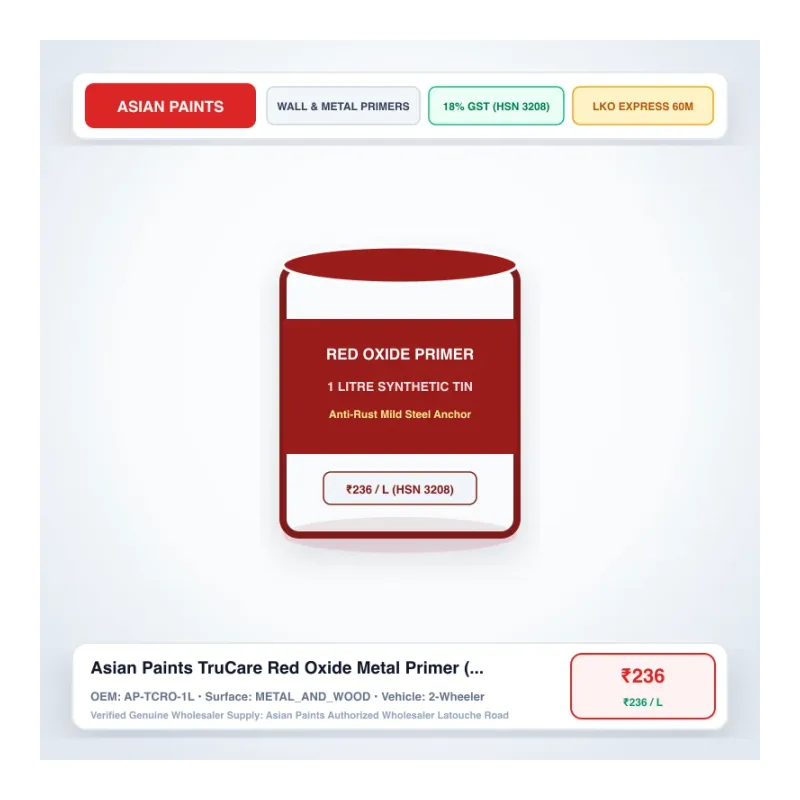 ASIAN PAINTS
WALL & METAL PRIMERS
18% GST (HSN 3208)
LKO EXPRESS 60M
RED OXIDE PRIMER
1 LITRE SYNTHETIC TIN
Anti-Rust Mild Steel Anchor
₹236 / L (HSN 3208)
Asian Paints TruCare Red Oxide Metal Primer (...
OEM: AP-TCRO-1L • Surface: METAL_AND_WOOD • Vehicle: 2-Wheeler
Verified Genuine Wholesaler Supply: Asian Paints Authorized Wholesaler Latouche Road
₹236
₹236 / L